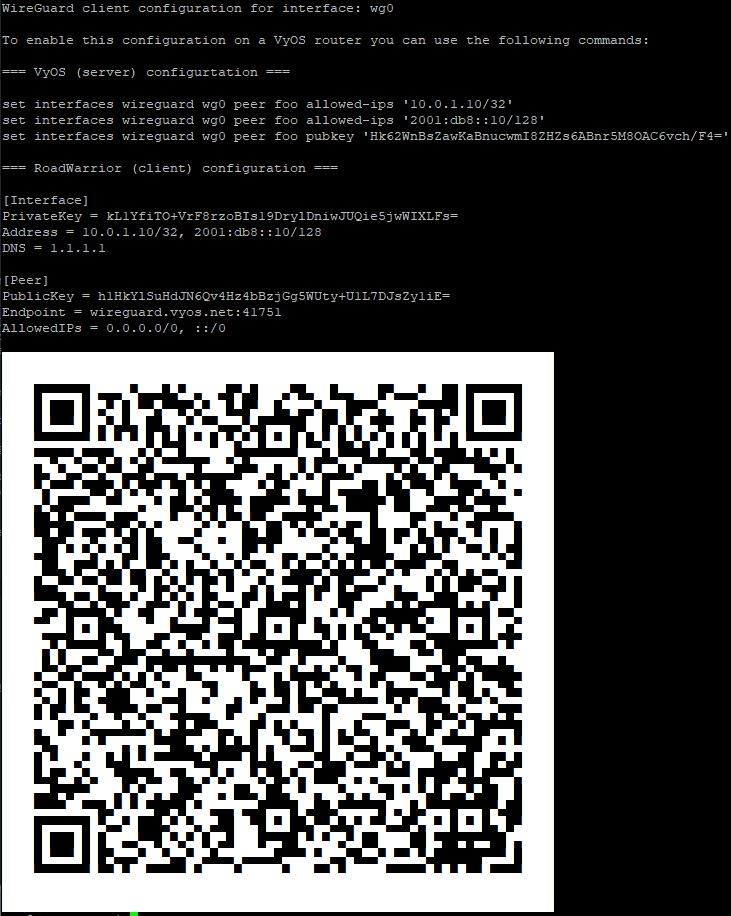 WireGuard client configuration for interface: wg0
To enable this configuration on a VyOS router you can use the following commands:
=== VyOS (server) configurtation ===
set interfaces wireguard wg0 peer foo allowed-ips '10.0.1.10/32'
set interfaces wireguard wg0 peer foo allowed-ips '2001:db8::10/128'
set interfaces wireguard wg0 peer foo pubkey 'Hk62WnBsZawKaBnucwmI8ZHZs6ABnr5M8OAC6vch/F4='
=== RoadWarrior (client) configuration ===
[Interface]
PrivateKey = kL1YfiTO+VrF8rzoBIs19DrylDniwJUQie5jwWIXLFs=
Address = 10.0.1.10/32, 2001:db8::10/128
DNS = 1.1.1.1
[Peer]
PublicKey = h1HkYlSuHdJN6Qv4Hz4bBzjGg5WUty+U1L7DJsZy1iE=
Endpoint = wireguard.vyos.net:41751
AllowedIPs = 0.0.0.0/0, ::/0